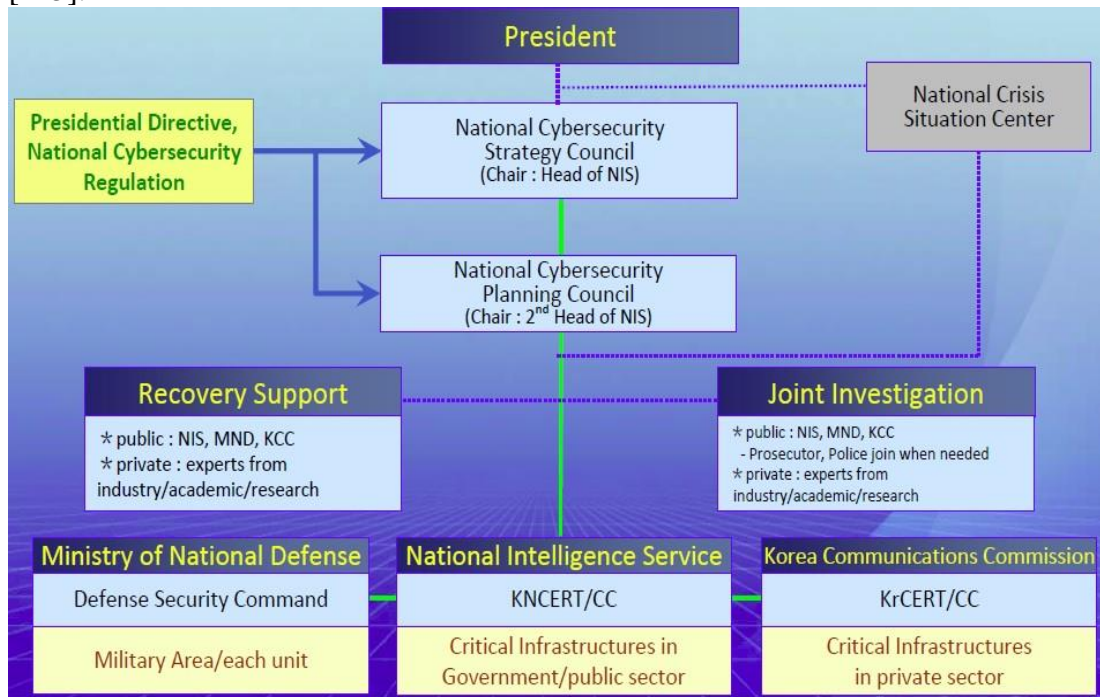 President
National Crisis
Situation Center
Presidential Directive,
National Cybersecurity
Regulation
National Cybersecurity
Strategy Council
(Chair : Head of NIS)
National Cybersecurity
Planning Council
(Chair : 2nd Head of NIS)
Recovery Support
* public : NIS, MND, KCC
* private : experts from
industry/academic/research
Joint Investigation
* public : NIS, MND, KCC
- Prosecutor, Police join when needed
* private : experts from
industry/academic/research
Ministry of National Defense
Defense Security Command
Military Area/each unit
National Intelligence Service
KNCERT/CC
Critical Infrastructures in
Government/public sector
Korea Communications Commission
KrCERT/CC
Critical Infrastructures
in private sector